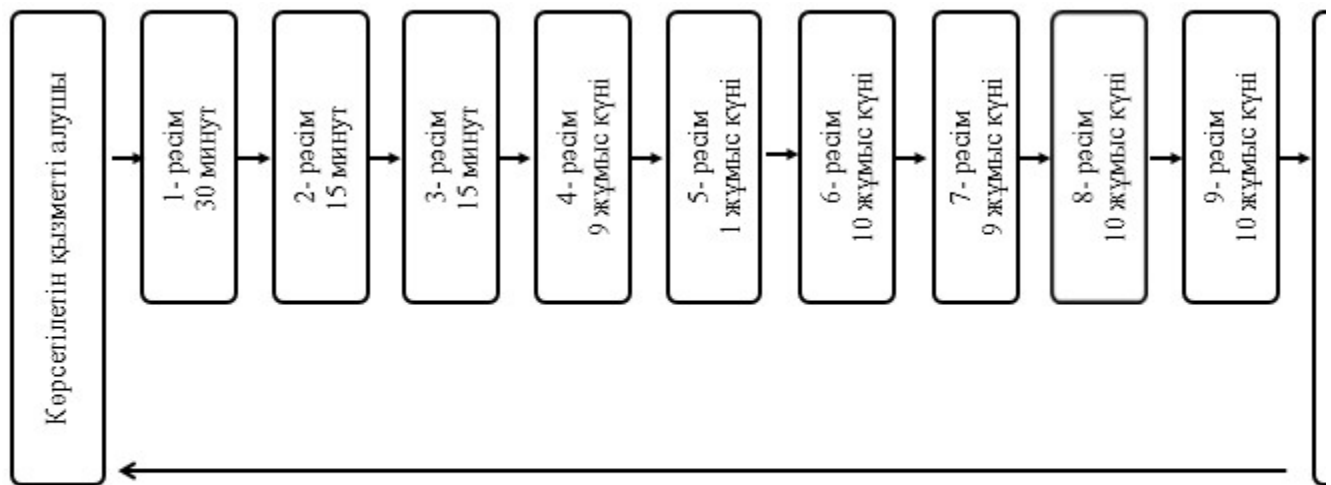 Көрсетілетін қызметті алушы
1- рәсім
30 минут
2- рәсім
15 минут
3- рәсім
15 минут
4- рәсім
9 жұмыс күні
5- рәсім
1 жұмыс күні
6- рәсім
10 жұмыс күні
7- рәсім
9 жұмыс күні
8- рәсім
10 жұмыс күні
9- рәсім
10 жұмыс күні